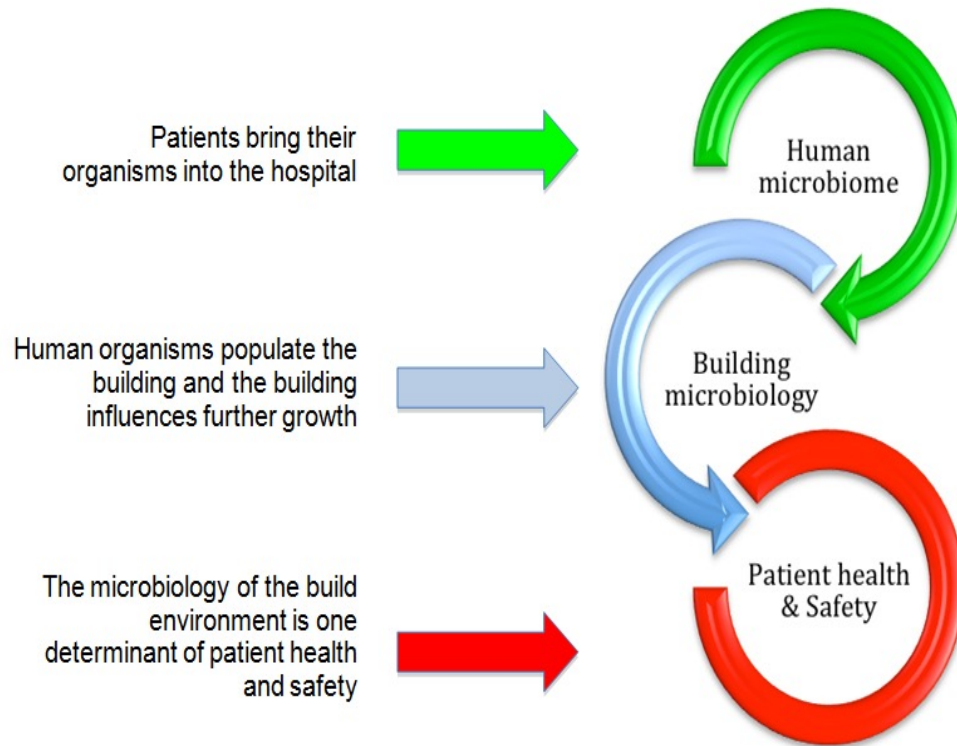 Patients bring their
organisms into the hospital
Human
microbiome
Human organisms populate the
building and the building
influences further growth
Building
microbiology
The microbiology of the build
environment is one
determinant of patient health
and safety
Patient health
& Safety